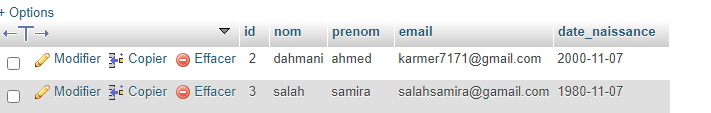 + Options
id nom prenom email date_naissance
Modifier Copier Effacer 2 dahmani ahmed karmer7171@gmail.com 2000-11-07
Modifier Copier Effacer 3 salah samira salahsamira@gamail.com 1980-11-07